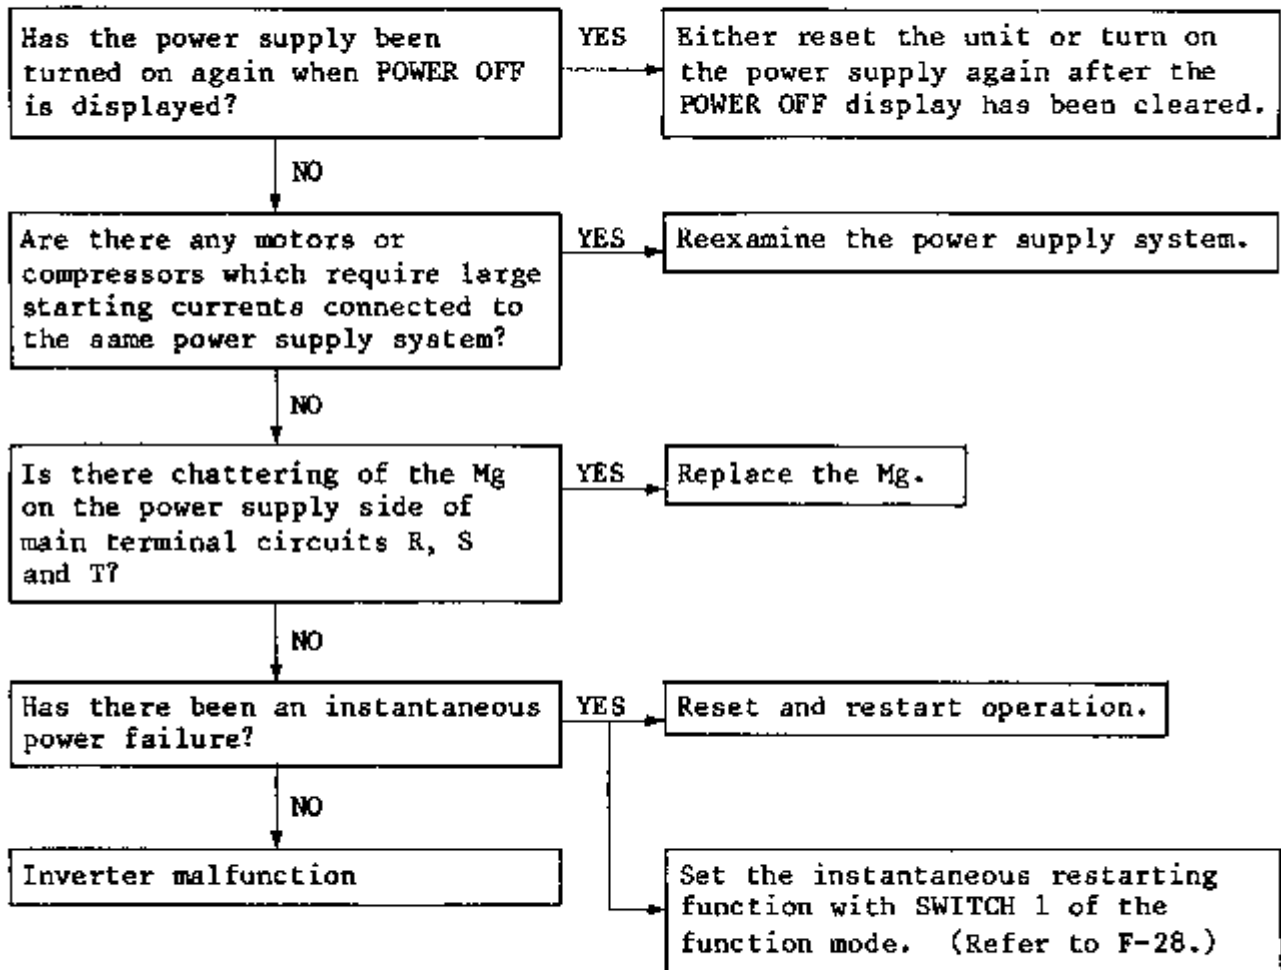 Has the power supply been
turned on again when POWER OFF
is displayed?
YES
Either reset the unit or turn on
the power supply again after the
POWER OFF display has been cleared.
NO
Are there any motors or
compressors which require large
starting currents connected to
the same power supply system?
YES
Reexamine the power supply system.
NO
Is there chattering of the Mg
on the power supply side of
main terminal circuits R, S
and T?
YES
Replace the Mg.
NO
Has there been an instantaneous
power failure?
YES
Reset and restart operation.
NO
Inverter malfunction
Set the instantaneous restarting
function with SWITCH 1 of the
function mode. (Refer to F-28.)